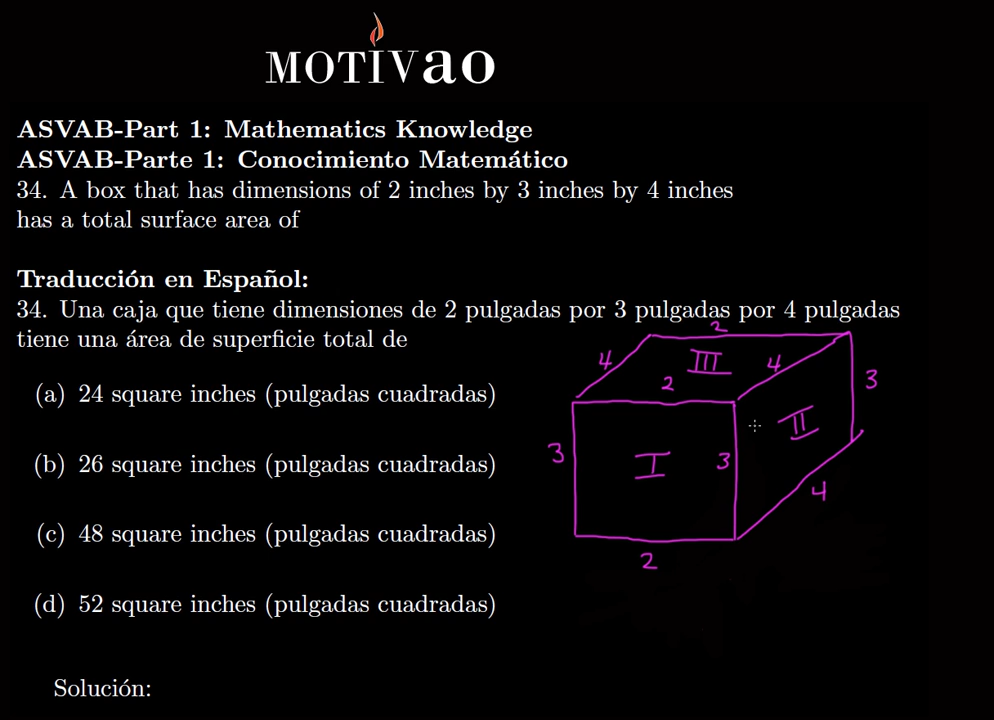 MOTIVao
ASVAB-Part 1: Mathematics Knowledge
ASVAB-Parte 1: Conocimiento Matemático
34. A box that has dimensions of 2 inches by 3 inches by 4 inches
has a total surface area of
Traducción en Español:
34. Una caja que tiene dimensiones de 2 pulgadas por 3 pulgadas por 4 pulgadas
tiene una área de superficie total de
2
4 III 4
2 3
(a) 24 square inches (pulgadas cuadradas)
II
3 I 3
(b) 26 square inches (pulgadas cuadradas)
4
(c) 48 square inches (pulgadas cuadradas)
2
(d) 52 square inches (pulgadas cuadradas)
Solución: